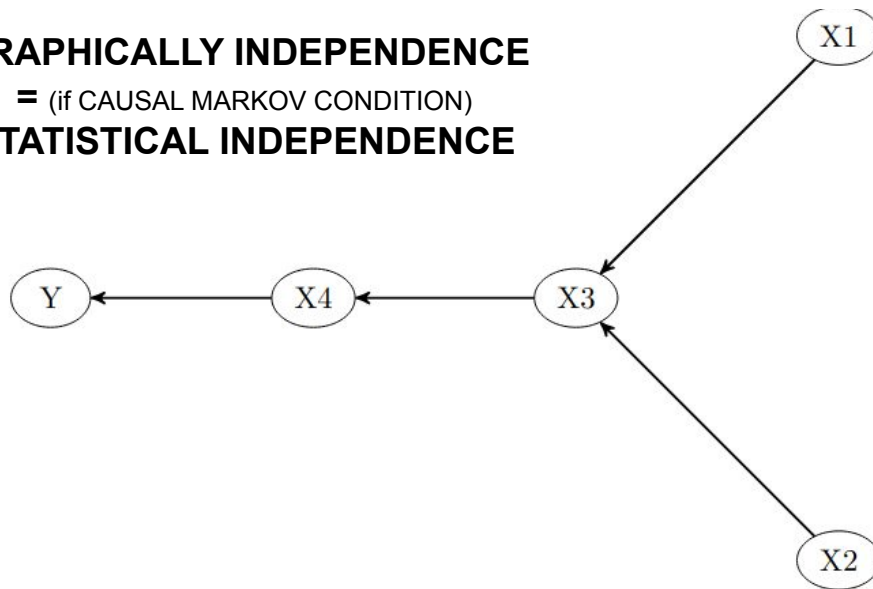 RAPHICALLY INDEPENDENCE
= (if CAUSAL MARKOV CONDITION)
TATISTICAL INDEPENDENCE
X1
Y
X4
X3
X2